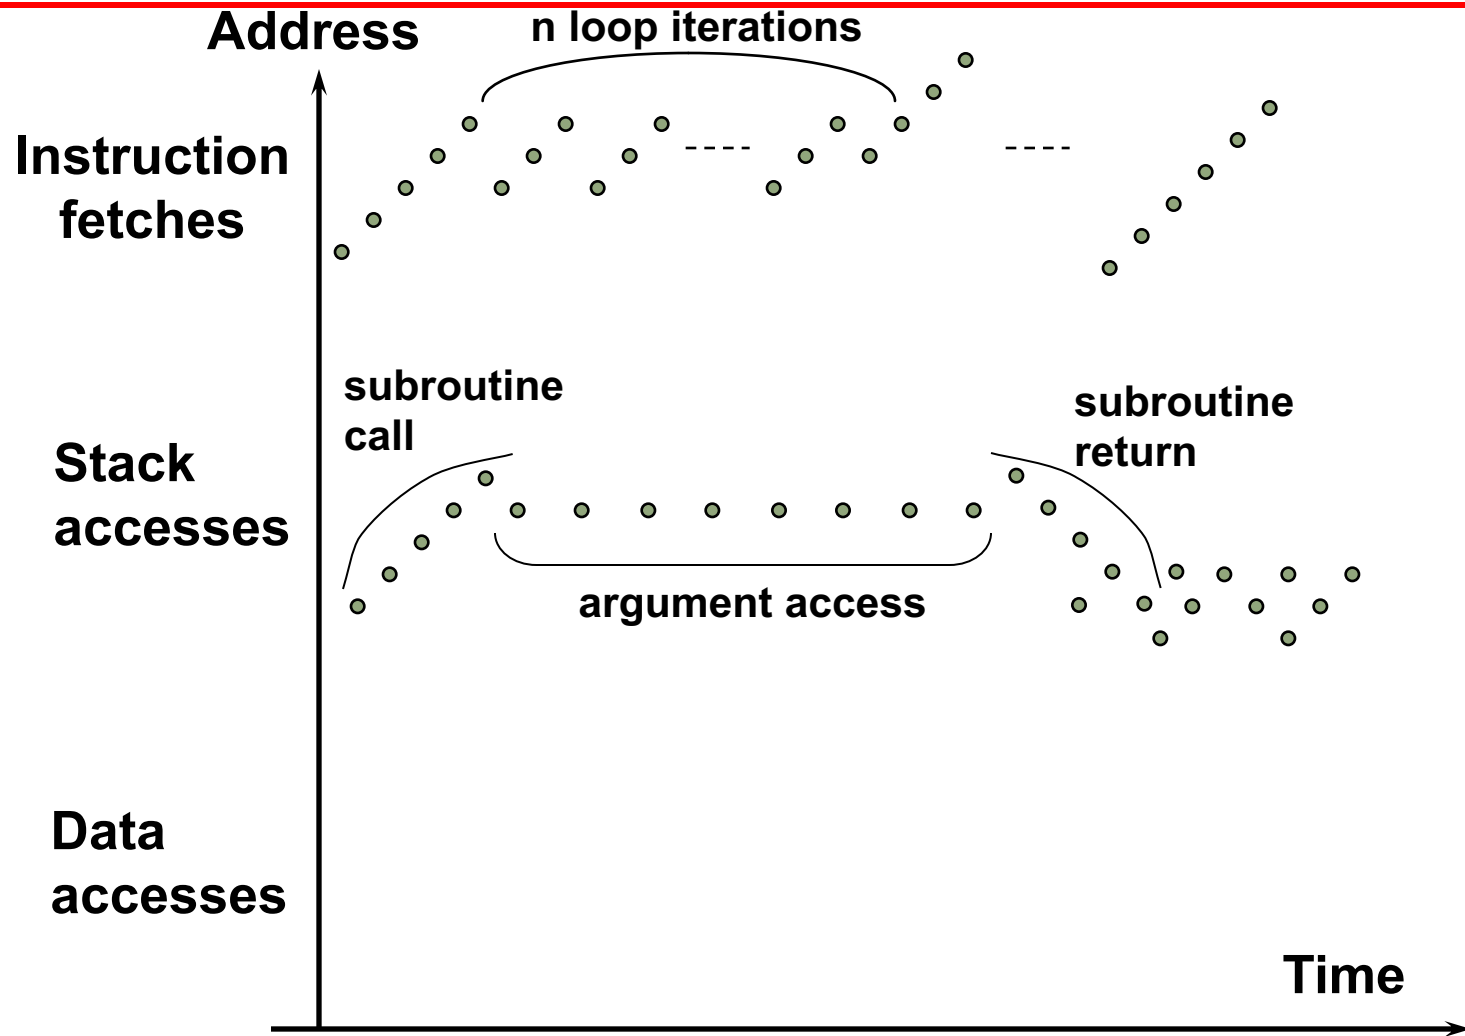 Address
n loop iterations
Instruction
fetches
subroutine
call
subroutine
return
Stack
accesses
argument access
Data
accesses
Time